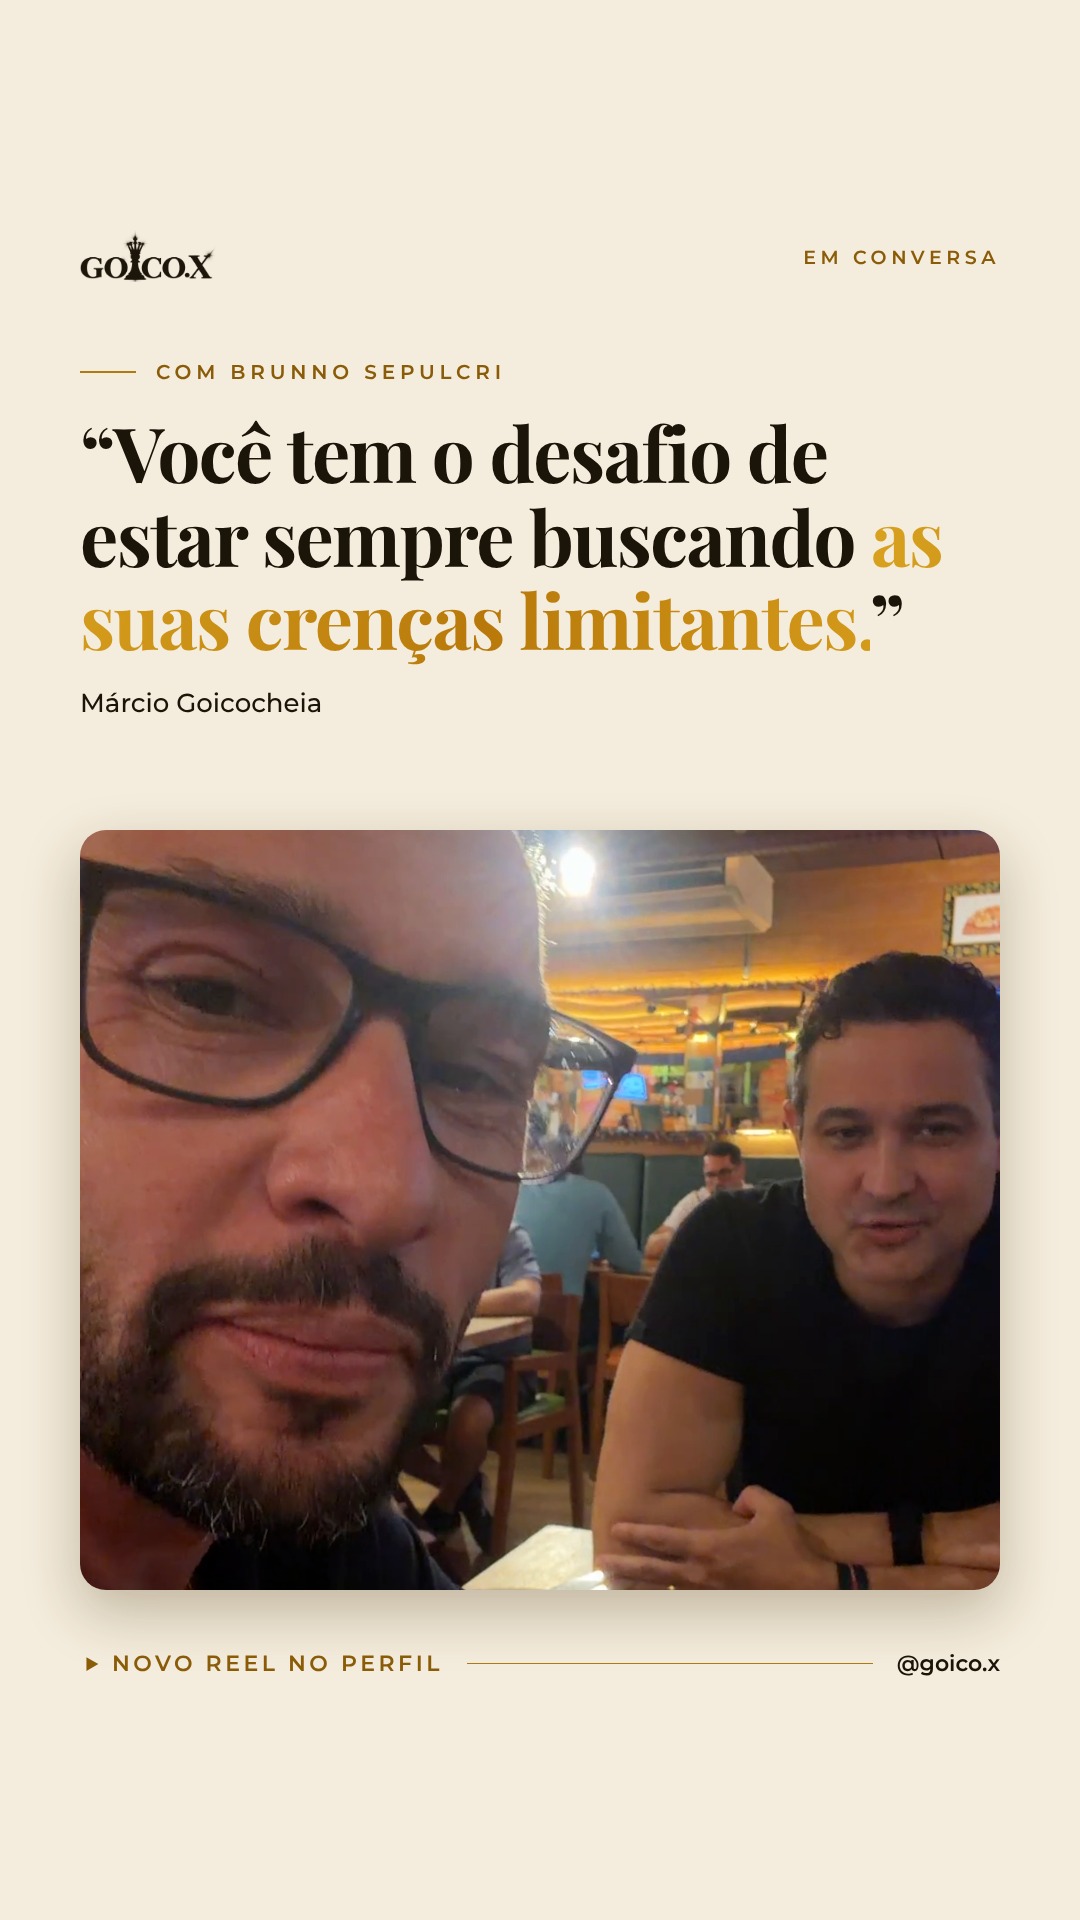 GOICO.X
EM CONVERSA
COM BRUNNO SEPULCRI
“Você tem o desafio de
estar sempre buscando as
suas crenças limitantes.”
Márcio Goicocheia
▶ NOVO REEL NO PERFIL
@goico.x